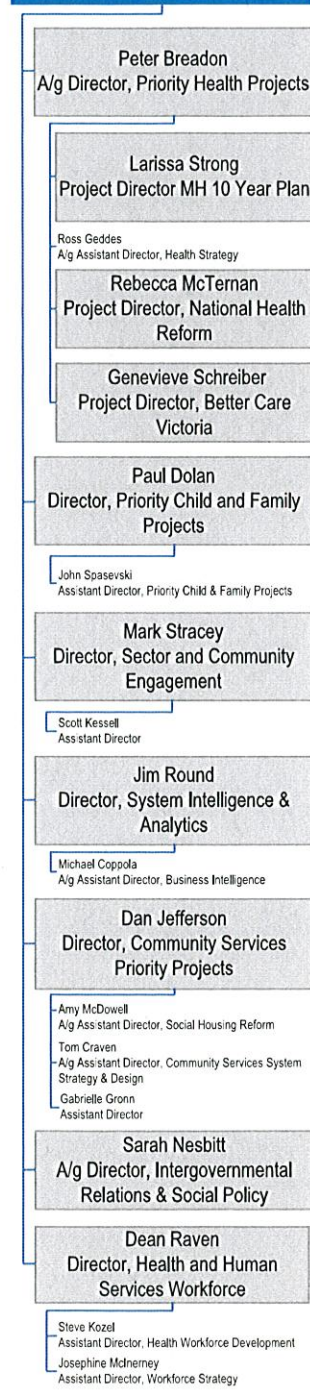 Peter Breadon
A/g Director, Priority Health Projects
Larissa Strong
Project Director MH 10 Year Plan
Ross Geddes
A/g Assistant Director, Health Strategy
Rebecca McTernan
Project Director, National Health
Reform
Genevieve Schreiber
Project Director, Better Care
Victoria
Paul Dolan
Director, Priority Child and Family
Projects
John Spasevski
Assistant Director, Priority Child & Family Projects
Mark Stracey
Director, Sector and Community
Engagement
Scott Kessell
Assistant Director
Jim Round
Director, System Intelligence &
Analytics
Michael Coppola
A/g Assistant Director, Business Intelligence
Dan Jefferson
Director, Community Services
Priority Projects
Amy McDowell
A/g Assistant Director, Social Housing Reform
Tom Craven
A/g Assistant Director, Community Services System
Strategy & Design
Gabrielle Gronn
Assistant Director
Sarah Nesbitt
A/g Director, Intergovernmental
Relations & Social Policy
Dean Raven
Director, Health and Human
Services Workforce
Steve Kozel
Assistant Director, Health Workforce Development
Josephine McInerney
Assistant Director, Workforce Strategy